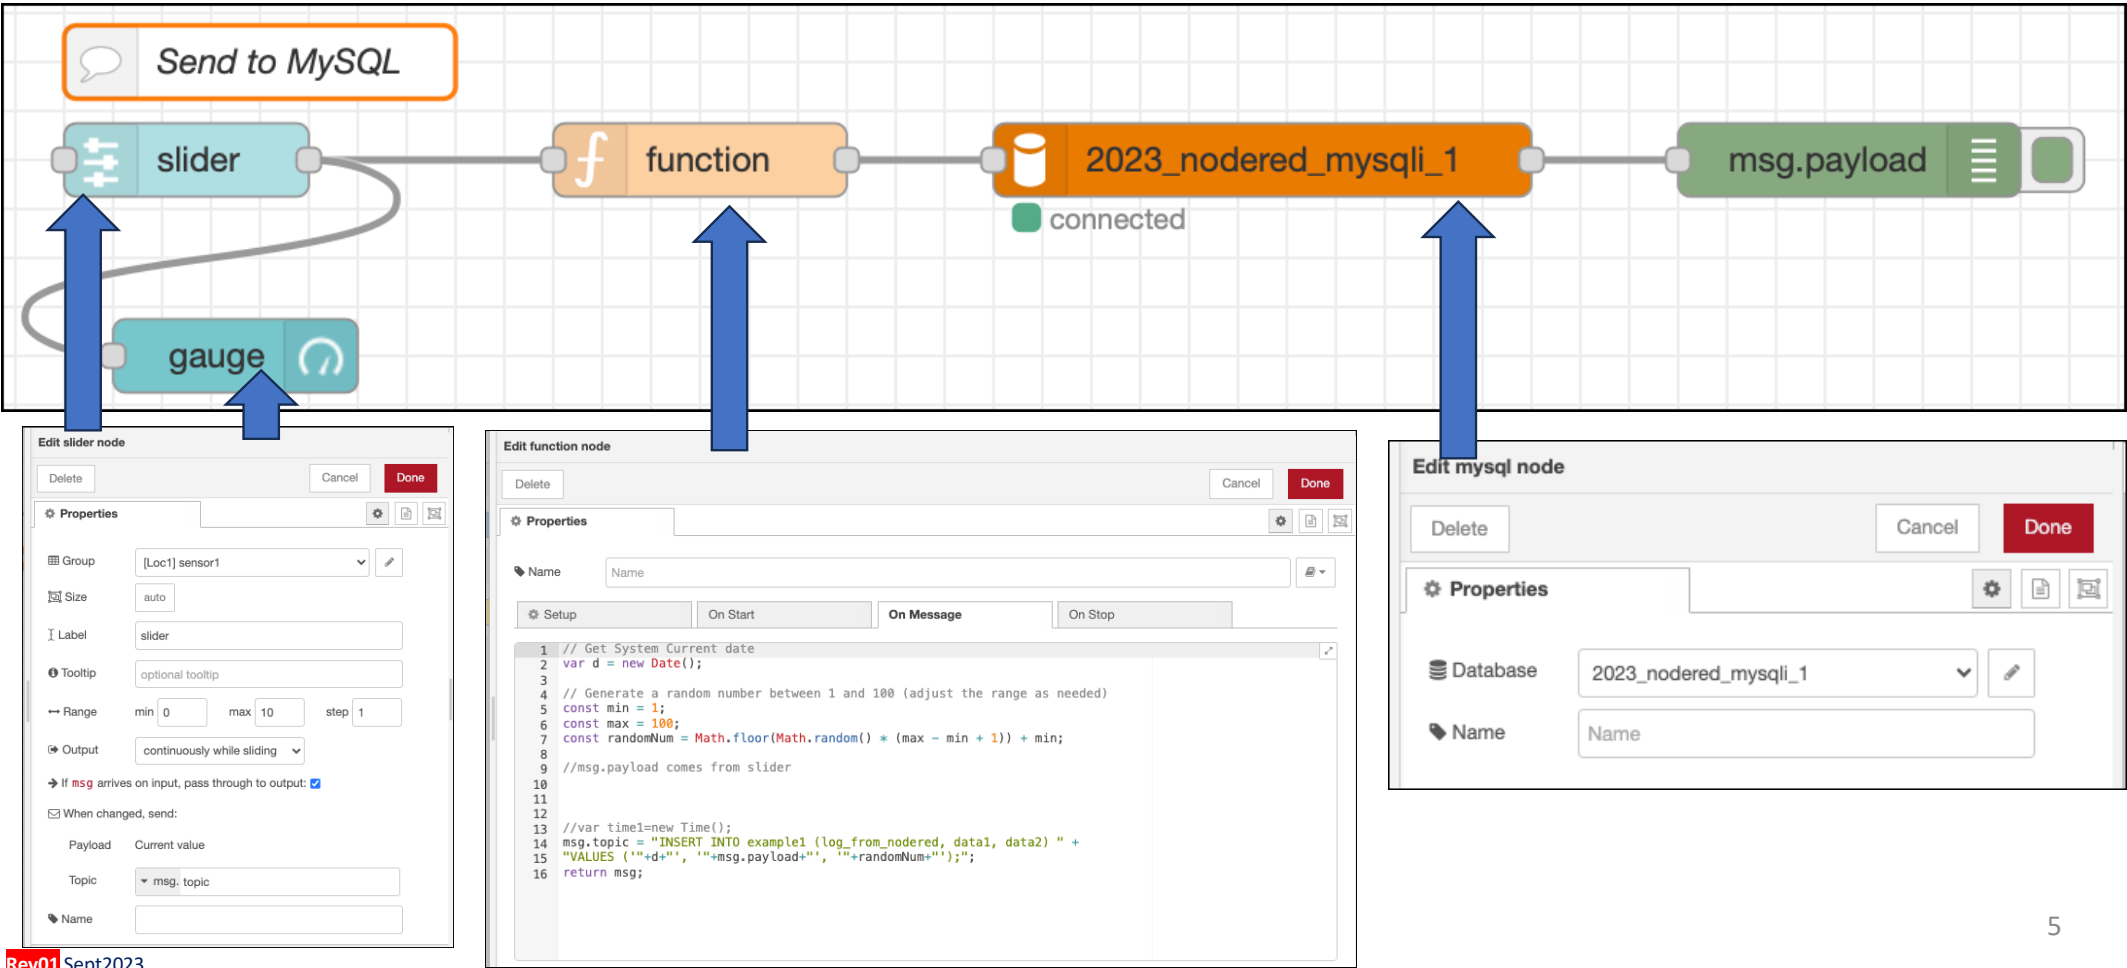 Send to MySQL
slider
function
2023_nodered_mysqli_1
msg.payload
connected
gauge
Edit slider node
Delete
Cancel
Done
Properties
Group
[Loc1] sensor1
Size
auto
Label
slider
Tooltip
optional tooltip
Range
min 0
max 10
step 1
Output
continuously while sliding
If msg arrives on input, pass through to output:
When changed, send:
Payload
Current value
Topic
msg. topic
Name
Edit function node
Delete
Cancel
Done
Properties
Name
Name
Setup
On Start
On Message
On Stop
1 // Get System Current date
2 var d = new Date();
3
4 // Generate a random number between 1 and 100 (adjust the range as needed)
5 const min = 1;
6 const max = 100;
7 const randomNum = Math.floor(Math.random() * (max - min + 1)) + min;
8
9 //msg.payload comes from slider
10
11
12
13 //var time1=new Time();
14 msg.topic = "INSERT INTO example1 (log_from_nodered, data1, data2) " +
15 "VALUES ('"+d+"', '"+msg.payload+"', '"+randomNum+"');";
16 return msg;
Edit mysql node
Delete
Cancel
Done
Properties
Database
2023_nodered_mysqli_1
Name
Name
5
Rev01 Sept2023